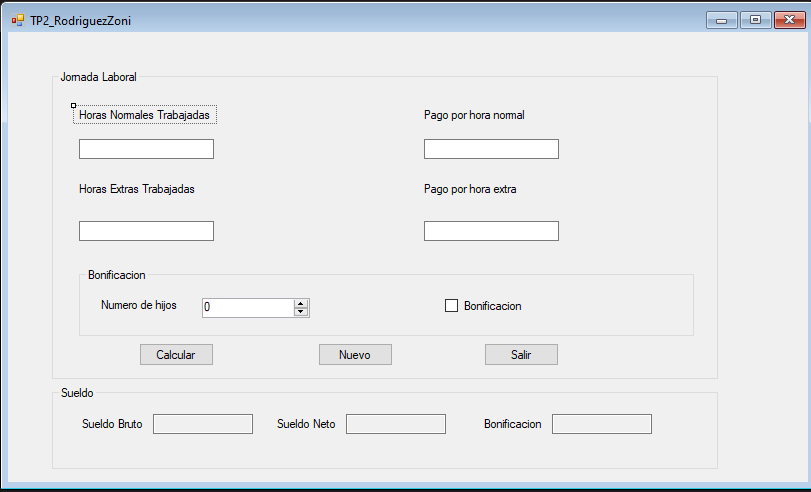 TP2_RodriguezZoni
Jornada Laboral
Horas Normales Trabajadas
Pago por hora normal
Horas Extras Trabajadas
Pago por hora extra
Bonificacion
Numero de hijos
0
Bonificacion
Calcular
Nuevo
Salir
Sueldo
Sueldo Bruto
Sueldo Neto
Bonificacion